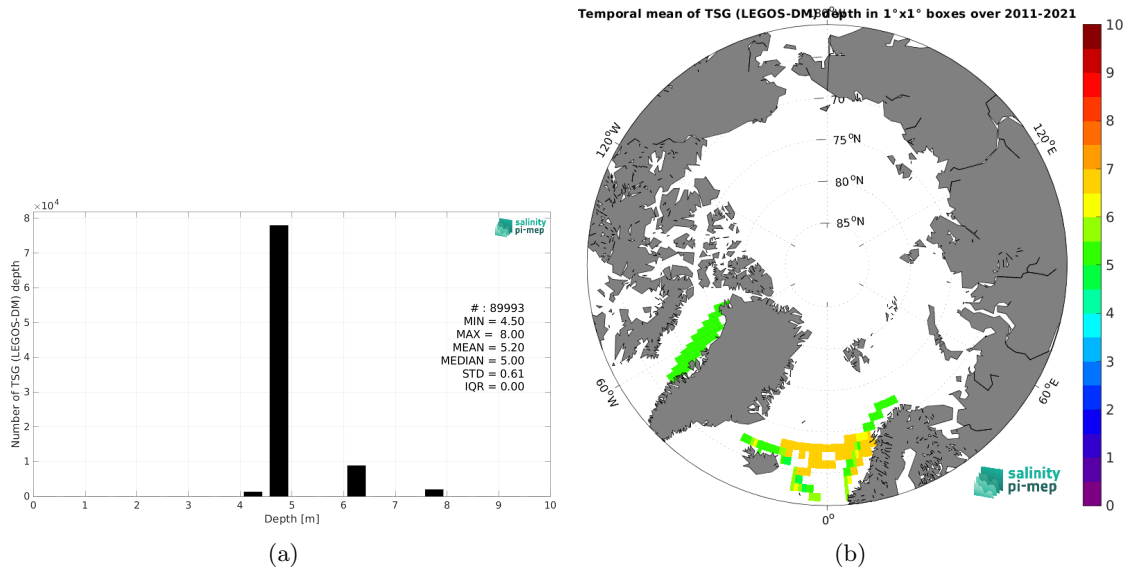 Temporal mean of TSG (LEGOS-DM) depth in 1°x1° boxes over 2011-2021
120°W
70
75°N
80°N
85°N
120°E
60°W
60°E
0°
10
9
8
7
6
5
4
3
2
1
0
salinity
pi-mep
×10⁴
8
7
6
5
4
3
2
1
0
Number of TSG (LEGOS-DM) depth
salinity
pi-mep
# : 89993
MIN = 4.50
MAX = 8.00
MEAN = 5.20
MEDIAN = 5.00
STD = 0.61
IQR = 0.00
0 1 2 3 4 5 6 7 8 9 10
Depth [m]
(a)
(b)